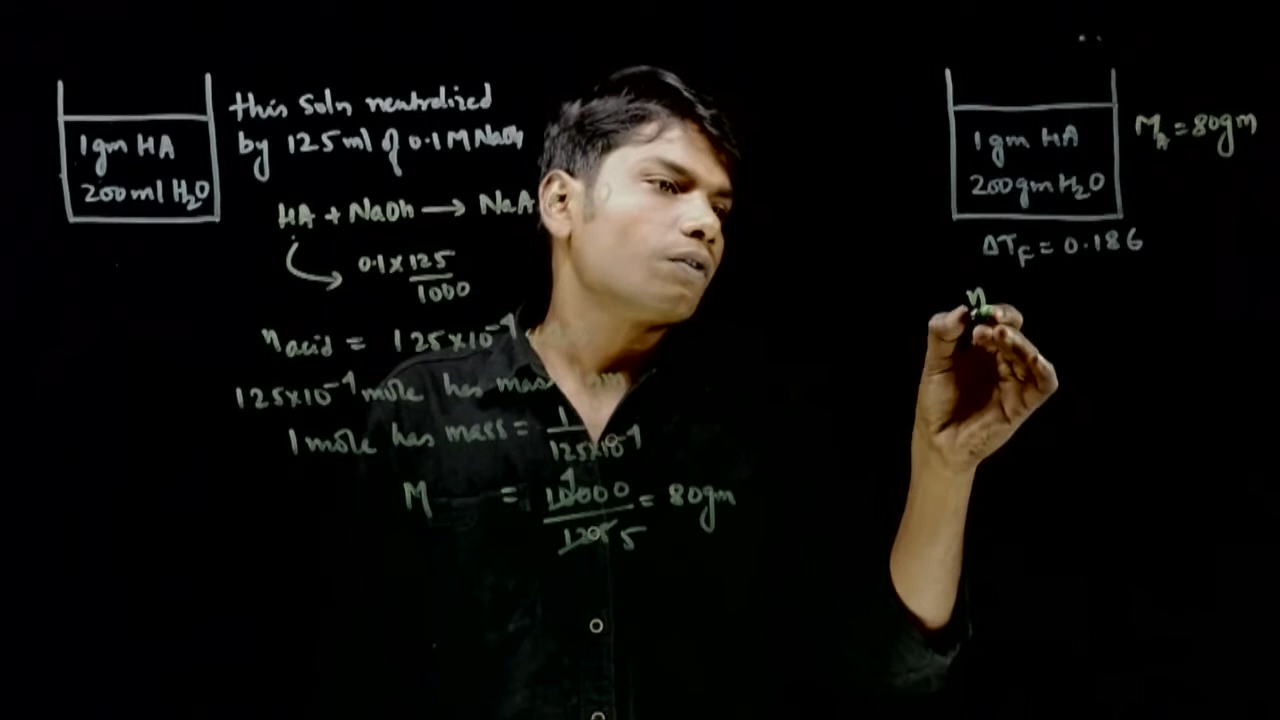 this Soln neutralized
by 125ml of 0.1M NaOh
1gm HA
200ml H2O
HA + NaOh → NaA
0.1 × 125
1000
n acid = 125×10⁻⁴
125×10⁻⁴ mole has mass
1 mole has mass = 1
125×10⁻⁴
M = 10000 = 80gm
5
1gm HA
200gm H2O
MA = 80gm
ΔTF = 0.186
n